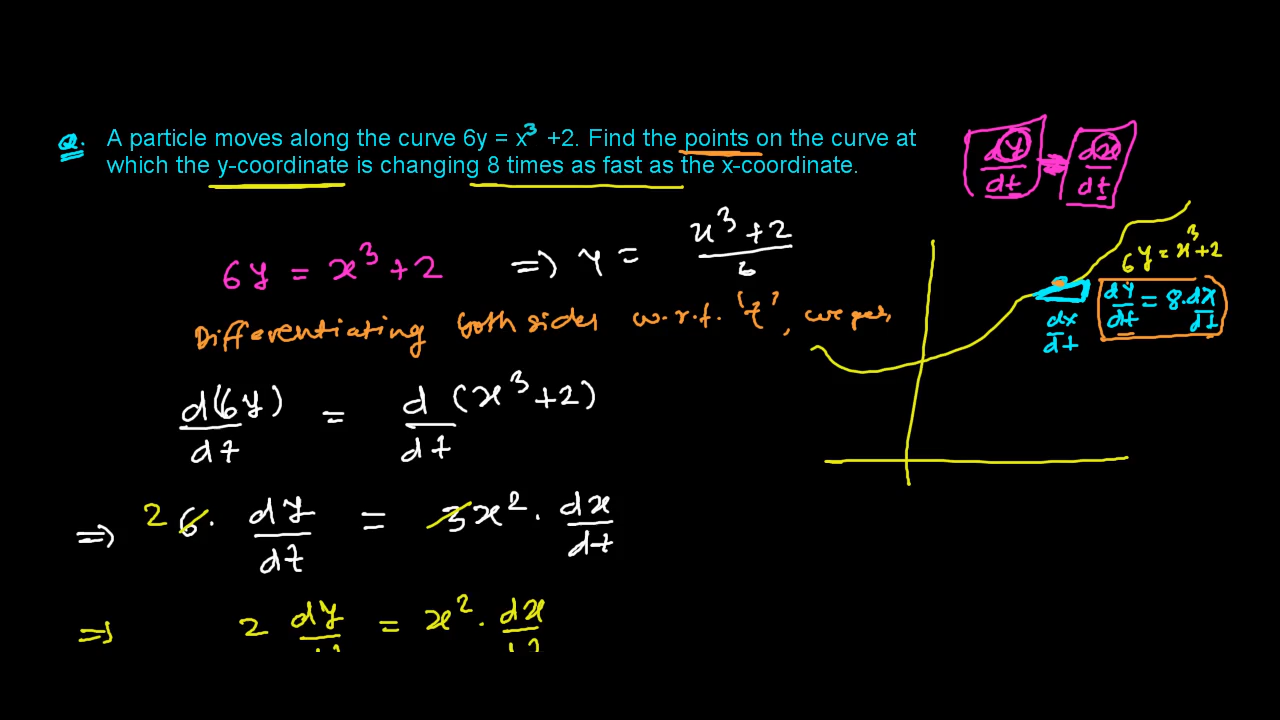 Q. A particle moves along the curve 6y = x³ +2. Find the points on the curve at
which the y-coordinate is changing 8 times as fast as the x-coordinate.
dy/dt dx/dt
6y = x³+2 ⇒ y = x³+2/6
6y = x³+2
Differentiating both sides w.r.t. 't', we get,
dy/dt = 8.dx/dt
dx/dt
d(6y)/dt = d/dt (x³+2)
⇒ 2 6. dy/dt = 3x². dx/dt
⇒ 2 dy/dt = x². dx/dt